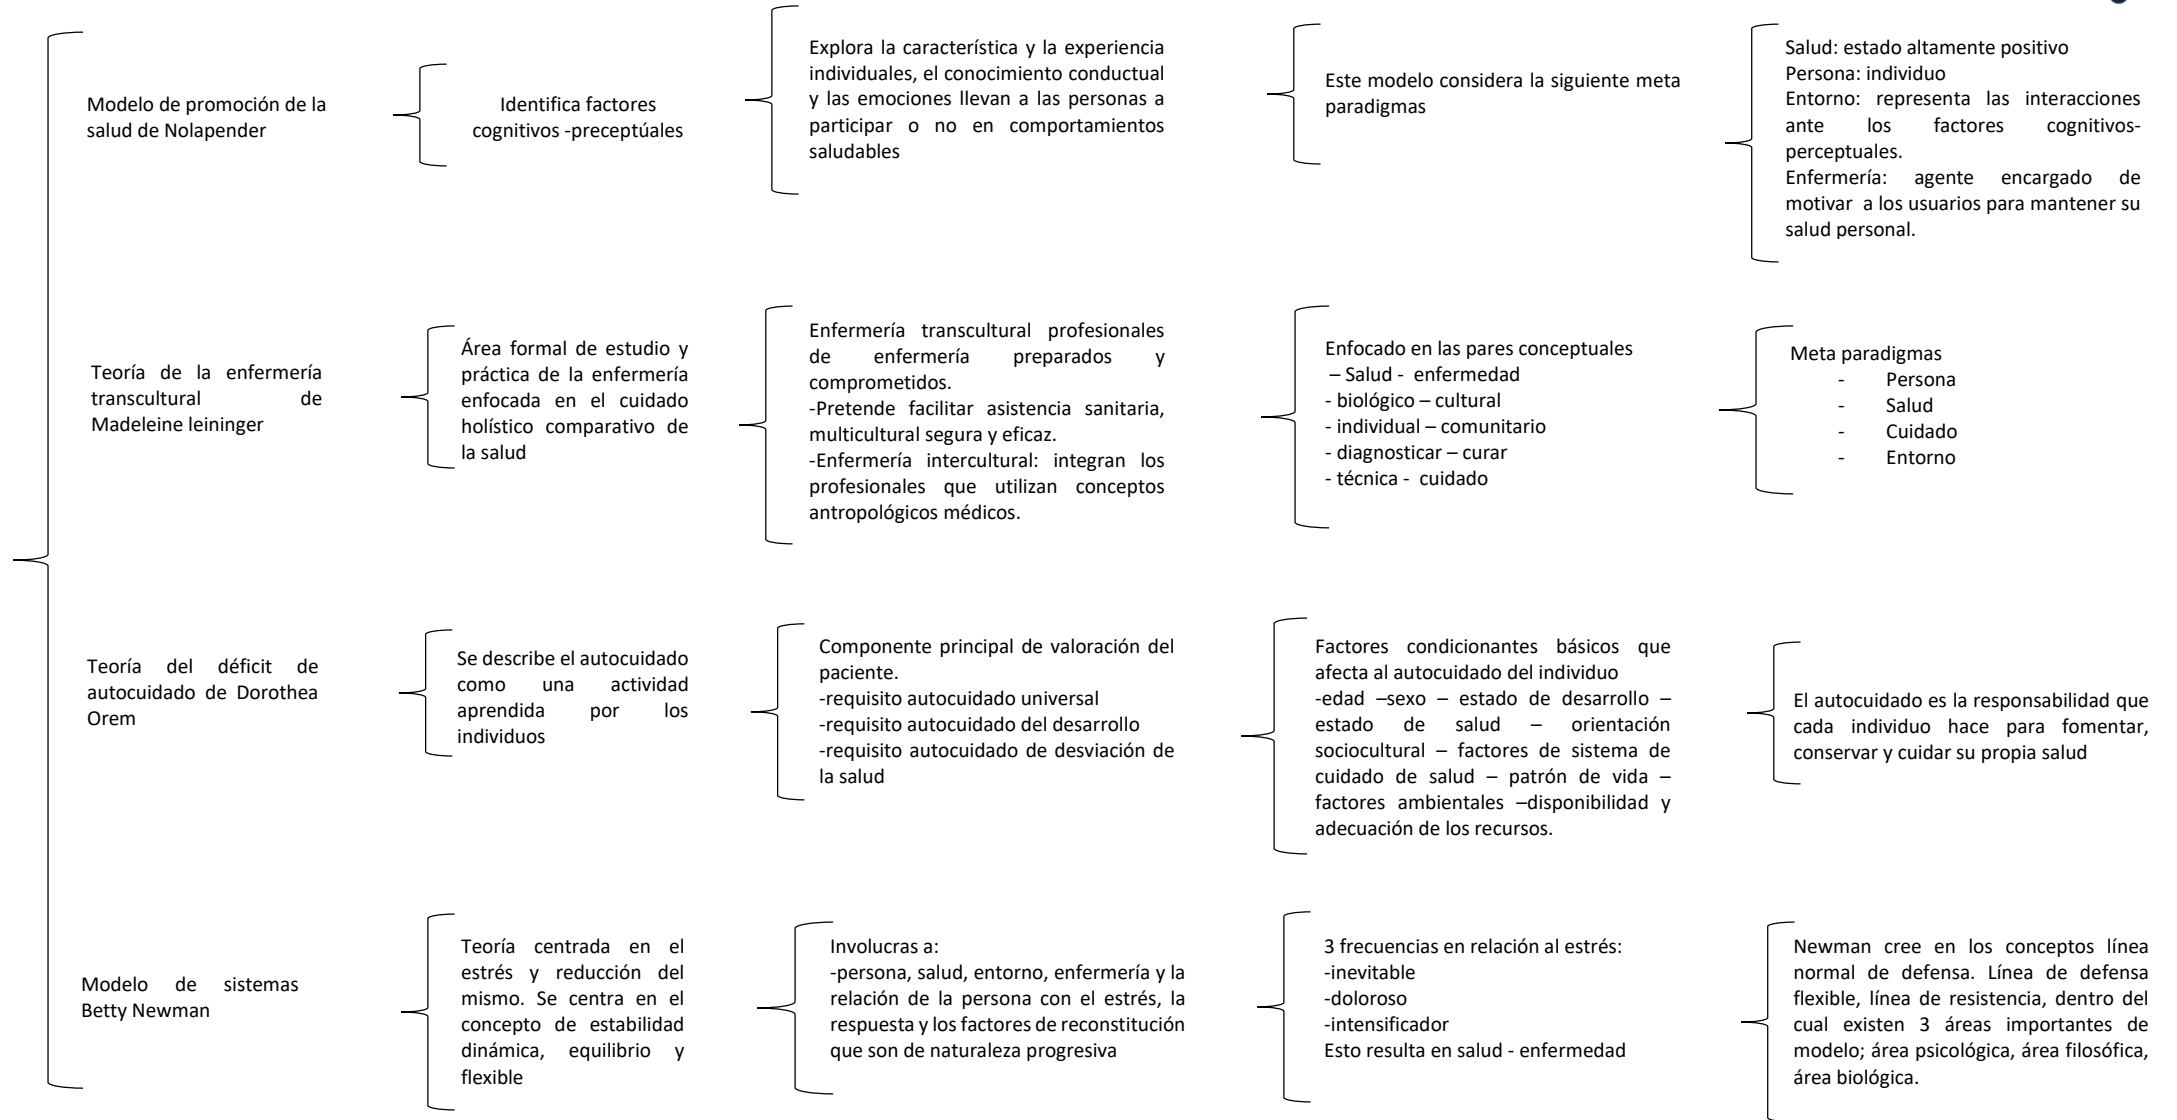 Modelo de promoción de la
salud de Nolapender
Identifica factores
cognitivos -preceptúales
Explora la característica y la experiencia
individuales, el conocimiento conductual
y las emociones llevan a las personas a
participar o no en comportamientos
saludables
Este modelo considera la siguiente meta
paradigmas
Salud: estado altamente positivo
Persona: individuo
Entorno: representa las interacciones
ante los factores cognitivos-
perceptuales.
Enfermería: agente encargado de
motivar a los usuarios para mantener su
salud personal.
Teoría de la enfermería
transcultural de
Madeleine leininger
Área formal de estudio y
práctica de la enfermería
enfocada en el cuidado
holístico comparativo de
la salud
Enfermería transcultural profesionales
de enfermería preparados y
comprometidos.
-Pretende facilitar asistencia sanitaria,
multicultural segura y eficaz.
-Enfermería intercultural: integran los
profesionales que utilizan conceptos
antropológicos médicos.
Enfocado en las pares conceptuales
– Salud - enfermedad
- biológico – cultural
- individual – comunitario
- diagnosticar – curar
- técnica - cuidado
Meta paradigmas
- Persona
- Salud
- Cuidado
- Entorno
Teoría del déficit de
autocuidado de Dorothea
Orem
Se describe el autocuidado
como una actividad
aprendida por los
individuos
Componente principal de valoración del
paciente.
-requisito autocuidado universal
-requisito autocuidado del desarrollo
-requisito autocuidado de desviación de
la salud
Factores condicionantes básicos que
afecta al autocuidado del individuo
-edad –sexo – estado de desarrollo –
estado de salud – orientación
sociocultural – factores de sistema de
cuidado de salud – patrón de vida –
factores ambientales –disponibilidad y
adecuación de los recursos.
El autocuidado es la responsabilidad que
cada individuo hace para fomentar,
conservar y cuidar su propia salud
Modelo de sistemas
Betty Newman
Teoría centrada en el
estrés y reducción del
mismo. Se centra en el
concepto de estabilidad
dinámica, equilibrio y
flexible
Involucras a:
-persona, salud, entorno, enfermería y la
relación de la persona con el estrés, la
respuesta y los factores de reconstitución
que son de naturaleza progresiva
3 frecuencias en relación al estrés:
-inevitable
-doloroso
-intensificador
Esto resulta en salud - enfermedad
Newman cree en los conceptos línea
normal de defensa. Línea de defensa
flexible, línea de resistencia, dentro del
cual existen 3 áreas importantes de
modelo; área psicológica, área filosófica,
área biológica.